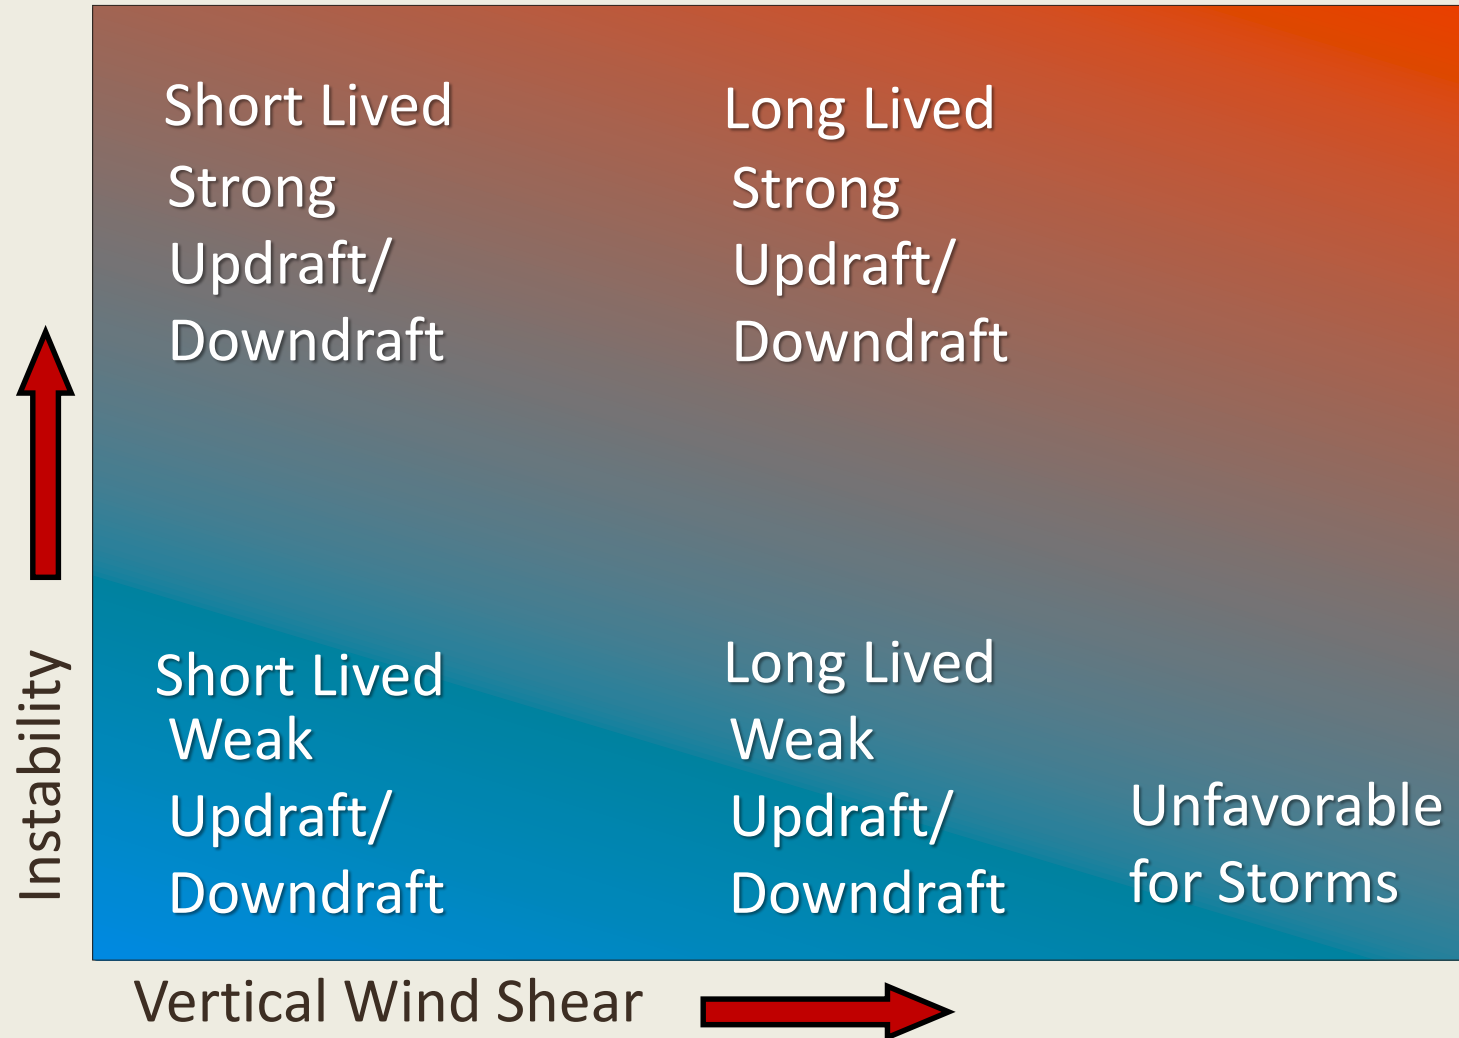 Short Lived
Strong
Updraft/
Downdraft
Long Lived
Strong
Updraft/
Downdraft
Short Lived
Weak
Updraft/
Downdraft
Long Lived
Weak
Updraft/
Downdraft
Unfavorable
for Storms
Instability
Vertical Wind Shear